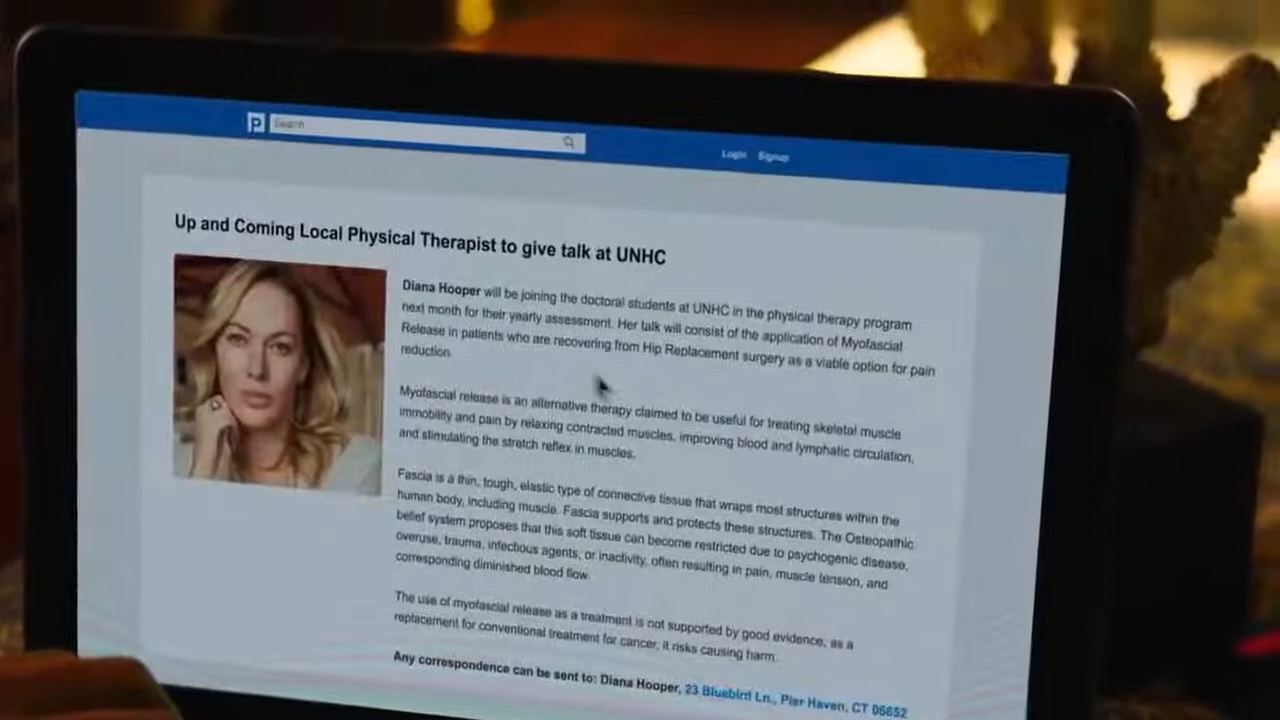 P
Search
Login Signup
Up and Coming Local Physical Therapist to give talk at UNHC
Diana Hooper will be joining the doctoral students at UNHC in the physical therapy program
next month for their yearly assessment. Her talk will consist of the application of Myofascial
Release in patients who are recovering from Hip Replacement surgery as a viable option for pain
reduction.
Myofascial release is an alternative therapy claimed to be useful for treating skeletal muscle
immobility and pain by relaxing contracted muscles, improving blood and lymphatic circulation,
and stimulating the stretch reflex in muscles.
Fascia is a thin, tough, elastic type of connective tissue that wraps most structures within the
human body, including muscle. Fascia supports and protects these structures. The Osteopathic
belief system proposes that this soft tissue can become restricted due to psychogenic disease,
overuse, trauma, infectious agents, or inactivity, often resulting in pain, muscle tension, and
corresponding diminished blood flow.
The use of myofascial release as a treatment is not supported by good evidence; as a
replacement for conventional treatment for cancer, it risks causing harm.
Any correspondence can be sent to: Diana Hooper, 23 Bluebird Ln., Pier Haven, CT 06652